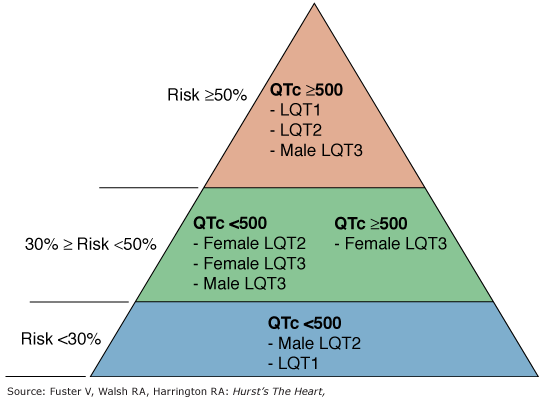 Risk ≥50%
QTc ≥500
- LQT1
- LQT2
- Male LQT3
30% ≥ Risk <50%
QTc <500
- Female LQT2
- Female LQT3
- Male LQT3
QTc ≥500
- Female LQT3
Risk <30%
QTc <500
- Male LQT2
- LQT1
Source: Fuster V, Walsh RA, Harrington RA: Hurst's The Heart,